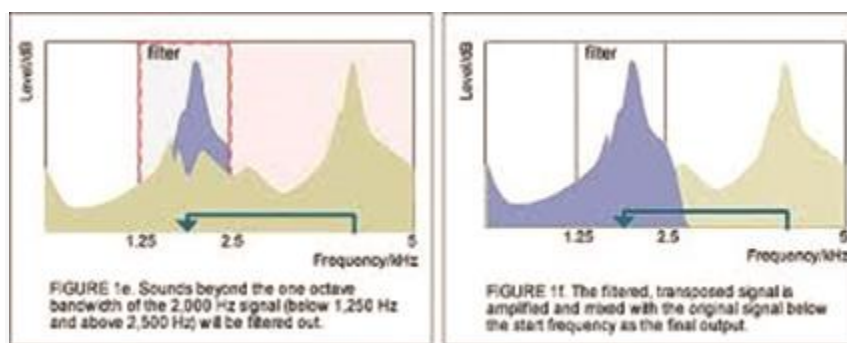 Level/dB
filter
1.25
2.5
5
Frequency/kHz
FIGURE 1e. Sounds beyond the one octave
bandwidth of the 2,000 Hz signal (below 1,250 Hz
and above 2,500 Hz) will be filtered out.
Level/dB
filter
1.25
2.5
5
Frequency/kHz
FIGURE 1f. The filtered, transposed signal is
amplified and mixed with the original signal below
the start frequency as the final output.